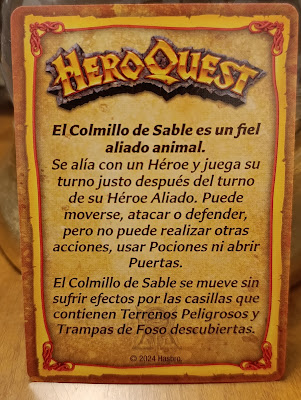 HEROQUEST
El Colmillo de Sable es un fiel
aliado animal.
Se alía con un Héroe y juega su
turno justo después del turno
de su Héroe Aliado. Puede
moverse, atacar o defender,
pero no puede realizar otras
acciones, usar Pociones ni abrir
Puertas.
El Colmillo de Sable se mueve sin
sufrir efectos por las casillas que
contienen Terrenos Peligrosos y
Trampas de Foso descubiertas.
© 2024 Hasbro.